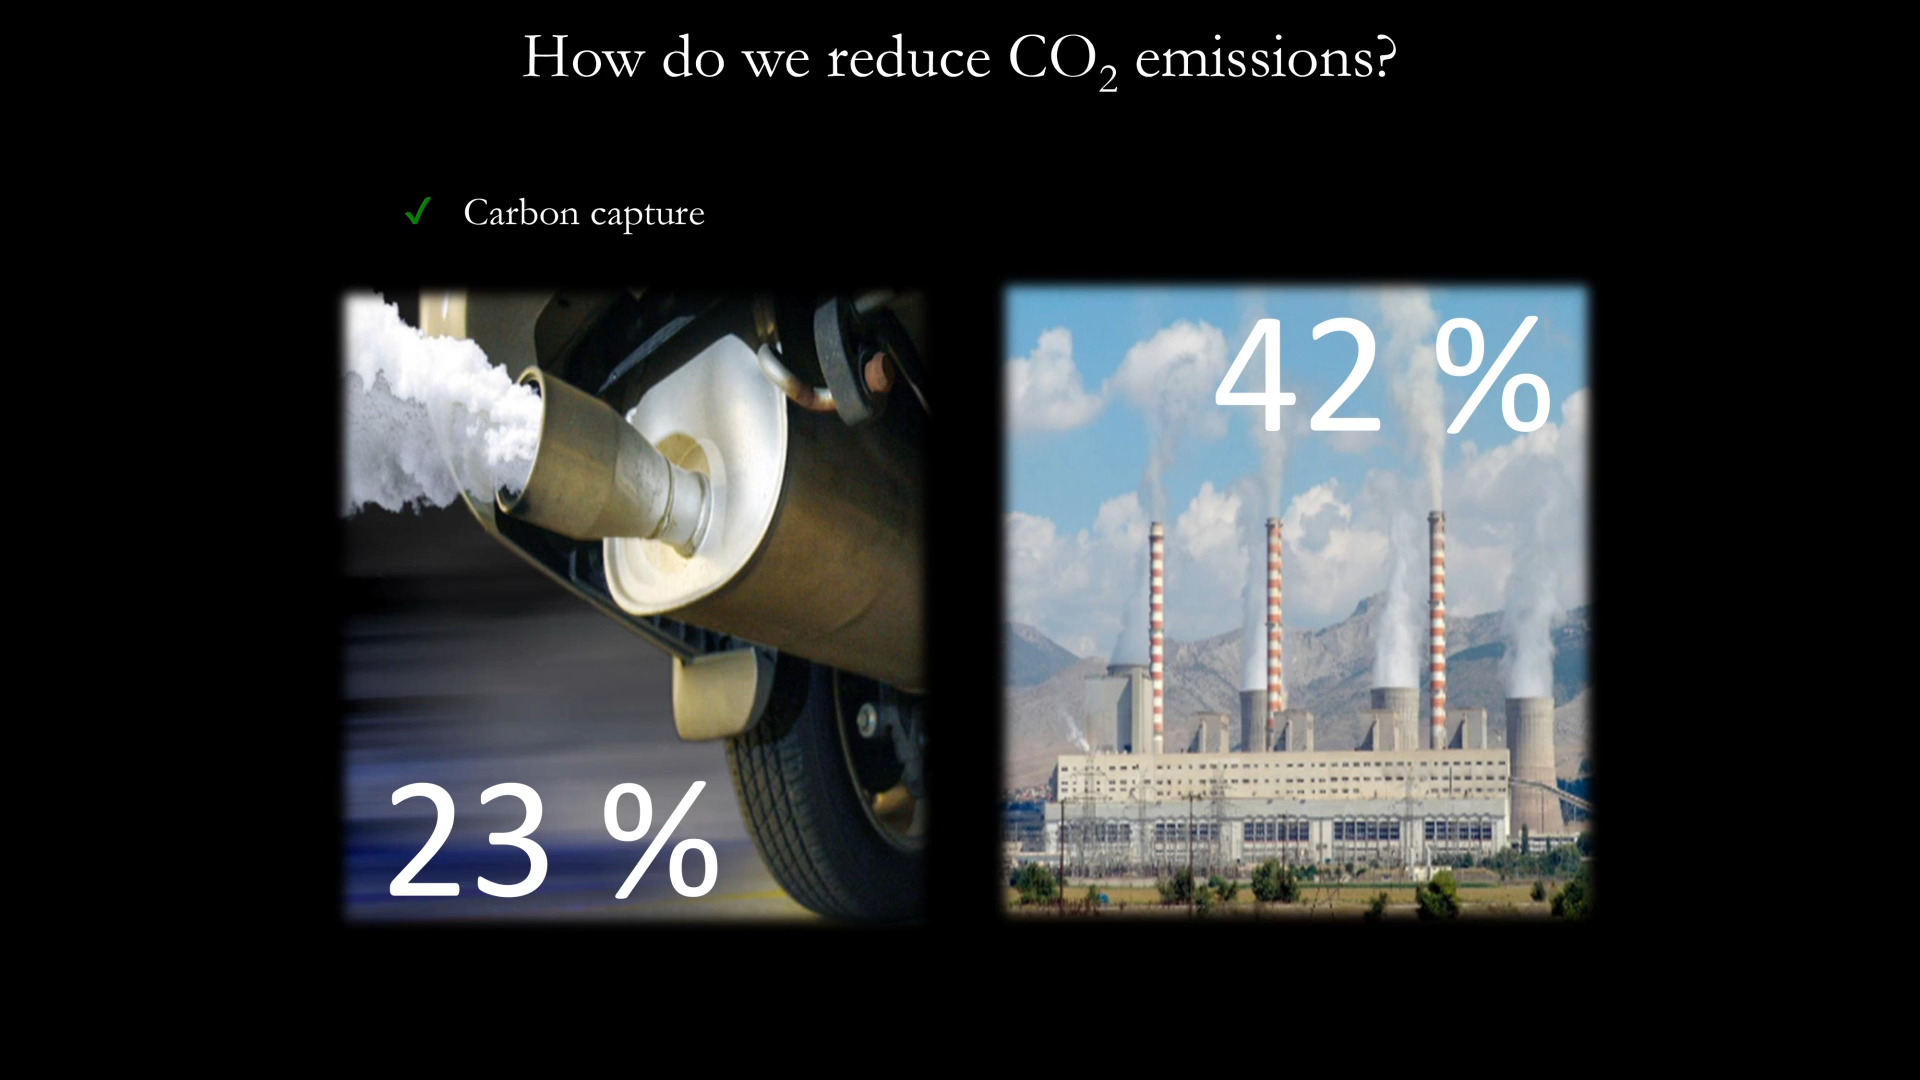 How do we reduce CO₂ emissions?
✓ Carbon capture
42 %
23 %